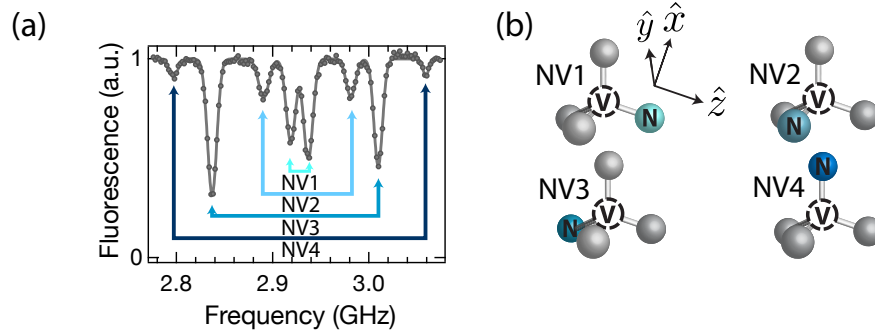 (a)
Fluorescence (a.u.)
1
0
NV1
NV2
NV3
NV4
2.8 2.9 3.0
Frequency (GHz)
(b)
NV1
V
N
ŷ x̂
ẑ
NV2
V
N
NV3
V
N
NV4
N
V